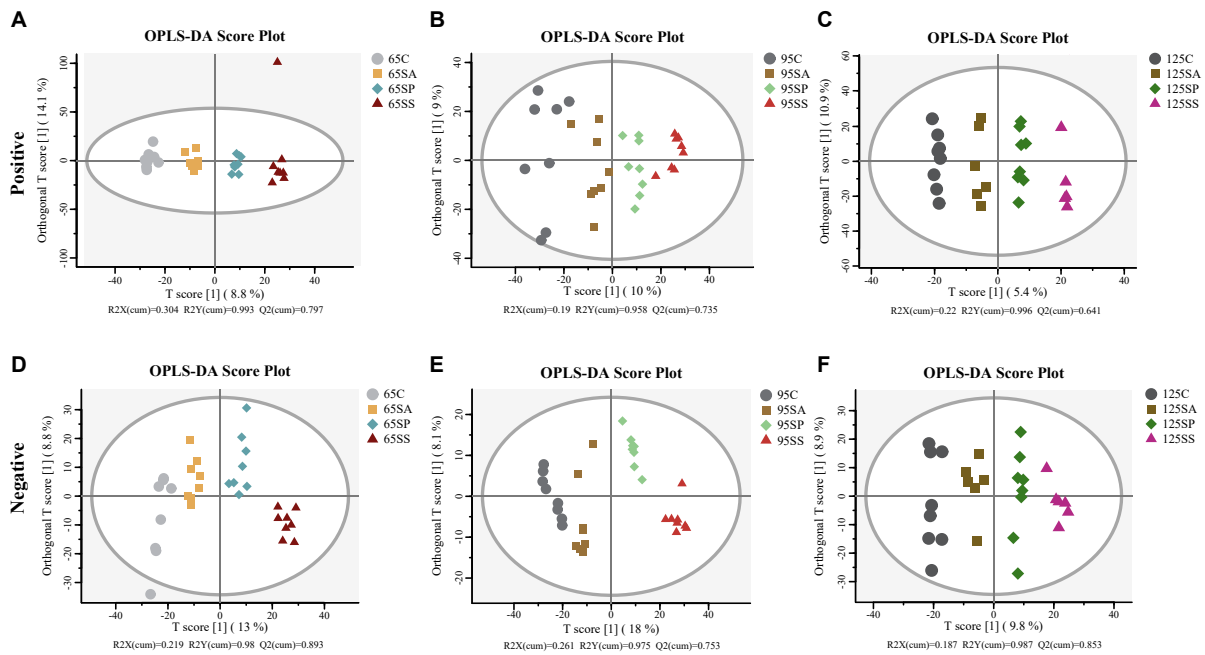 A
OPLS-DA Score Plot
Positive
Orthogonal T score [1] ( 14.1 %)
100
50
0
-50
-100
-40
-20
0
20
40
T score [1] ( 8.8 %)
R2X(cum)=0.304 R2Y(cum)=0.993 Q2(cum)=0.797
65C
65SA
65SP
65SS
B
OPLS-DA Score Plot
Orthogonal T score [1] ( 9 %)
40
20
0
-20
-40
-40
-20
0
20
40
T score [1] ( 10 %)
R2X(cum)=0.19 R2Y(cum)=0.958 Q2(cum)=0.735
95C
95SA
95SP
95SS
C
OPLS-DA Score Plot
Orthogonal T score [1] ( 10.9 %)
60
40
20
0
-20
-40
-60
-40
-20
0
20
40
T score [1] ( 5.4 %)
R2X(cum)=0.22 R2Y(cum)=0.996 Q2(cum)=0.641
125C
125SA
125SP
125SS
D
OPLS-DA Score Plot
Negative
Orthogonal T score [1] ( 8.8 %)
30
20
10
0
-10
-20
-30
-40
-20
0
20
40
T score [1] ( 13 %)
R2X(cum)=0.219 R2Y(cum)=0.98 Q2(cum)=0.893
65C
65SA
65SP
65SS
E
OPLS-DA Score Plot
Orthogonal T score [1] ( 8.1 %)
20
10
0
-10
-20
-40
-20
0
20
40
60
T score [1] ( 18 %)
R2X(cum)=0.261 R2Y(cum)=0.975 Q2(cum)=0.753
95C
95SA
95SP
95SS
F
OPLS-DA Score Plot
Orthogonal T score [1] ( 8.9 %)
30
20
10
0
-10
-20
-30
-40
-20
0
20
40
T score [1] ( 9.8 %)
R2X(cum)=0.187 R2Y(cum)=0.987 Q2(cum)=0.853
125C
125SA
125SP
125SS